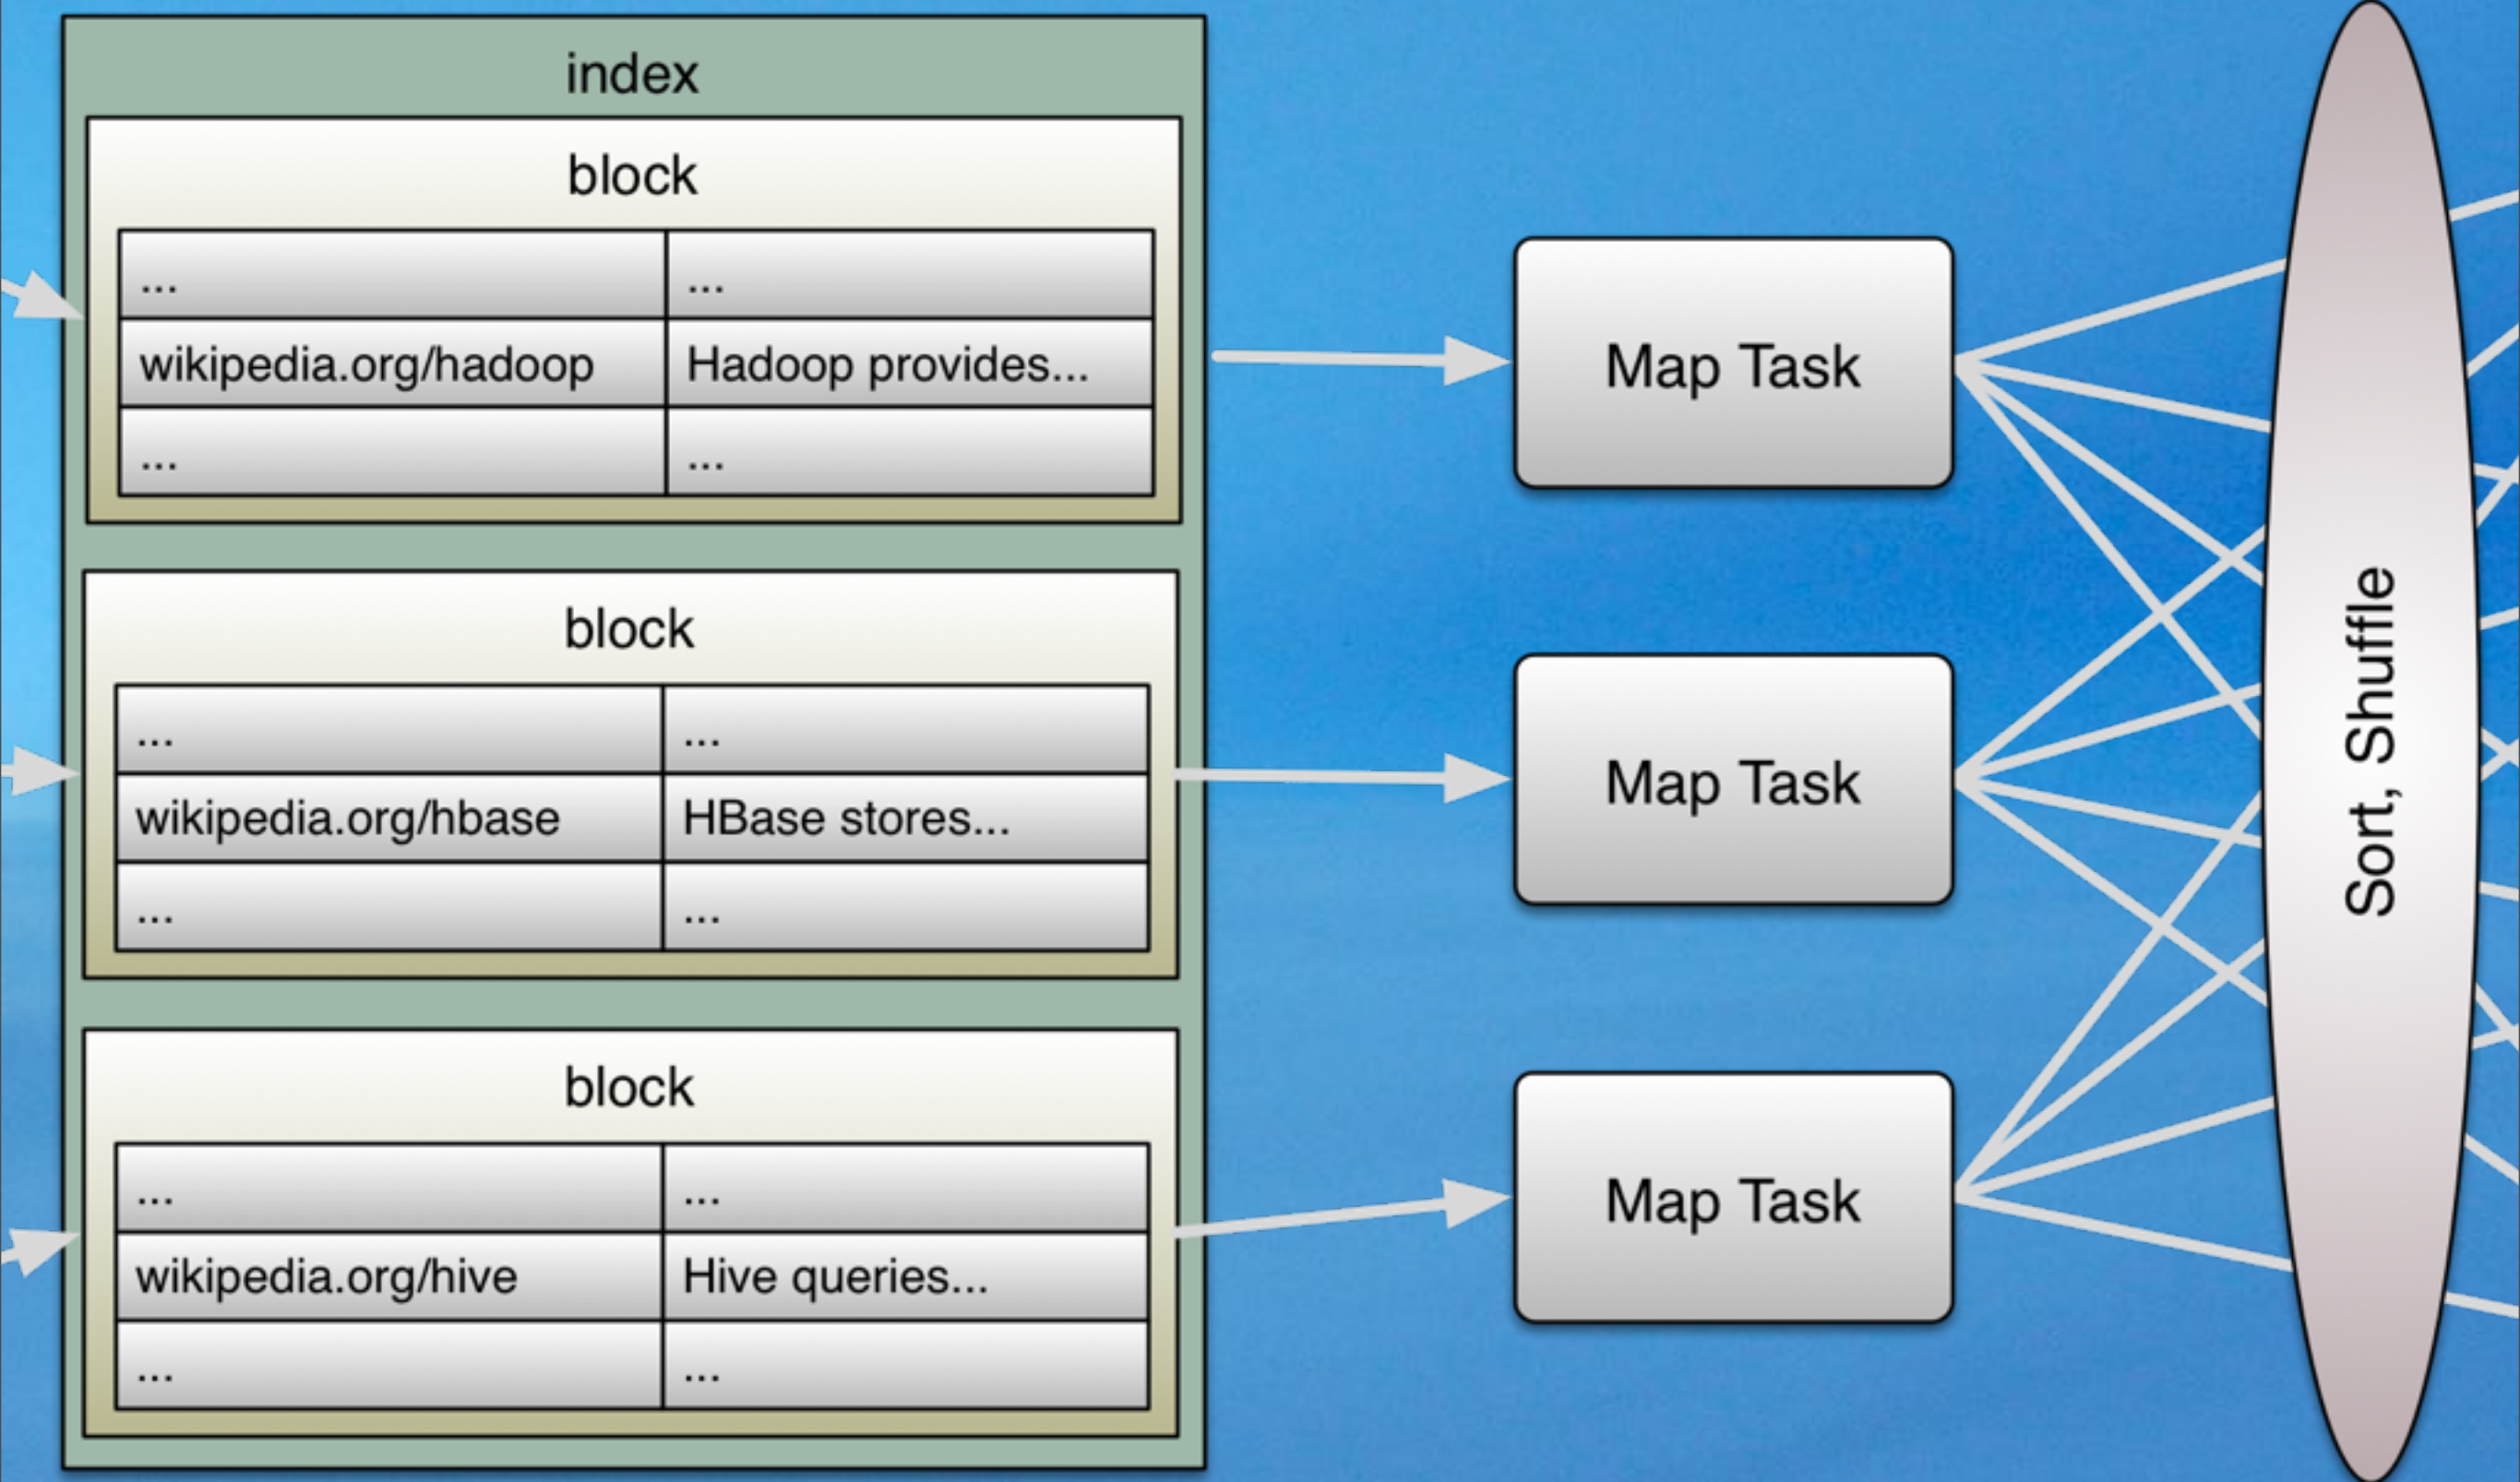 index
block
... ...
wikipedia.org/hadoop Hadoop provides...
... ...
block
... ...
wikipedia.org/hbase HBase stores...
... ...
block
... ...
wikipedia.org/hive Hive queries...
... ...
Map Task
Map Task
Map Task
Sort, Shuffle